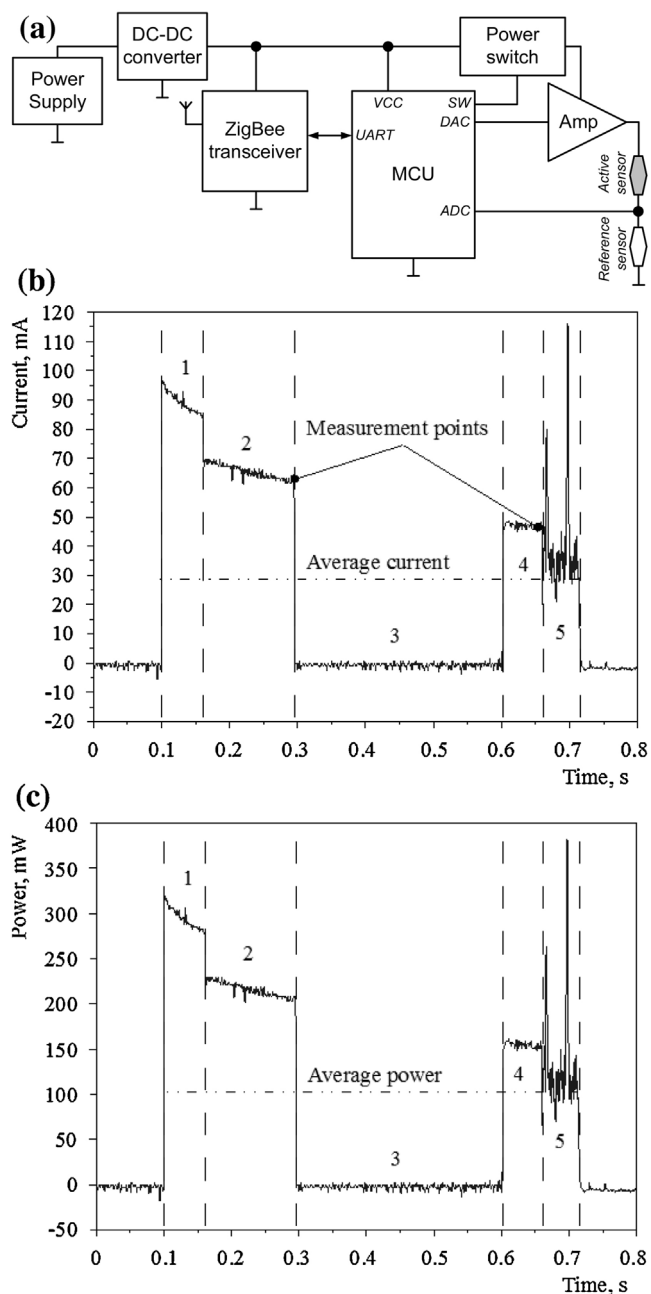 (a)
DC-DC
converter
Power
Supply
ZigBee
transceiver
Power
switch
VCC
SW
DAC
UART
MCU
ADC
Amp
Active
sensor
Reference
sensor
(b)
Current, mA
120
110
100
90
80
70
60
50
40
30
20
10
0
-10
-20
1
2
Measurement points
Average current
3
4
5
0
0.1
0.2
0.3
0.4
0.5
0.6
0.7
0.8
Time, s
(c)
Power, mW
400
350
300
250
200
150
100
50
0
-50
1
2
Average power
3
4
5
0
0.1
0.2
0.3
0.4
0.5
0.6
0.7
0.8
Time, s